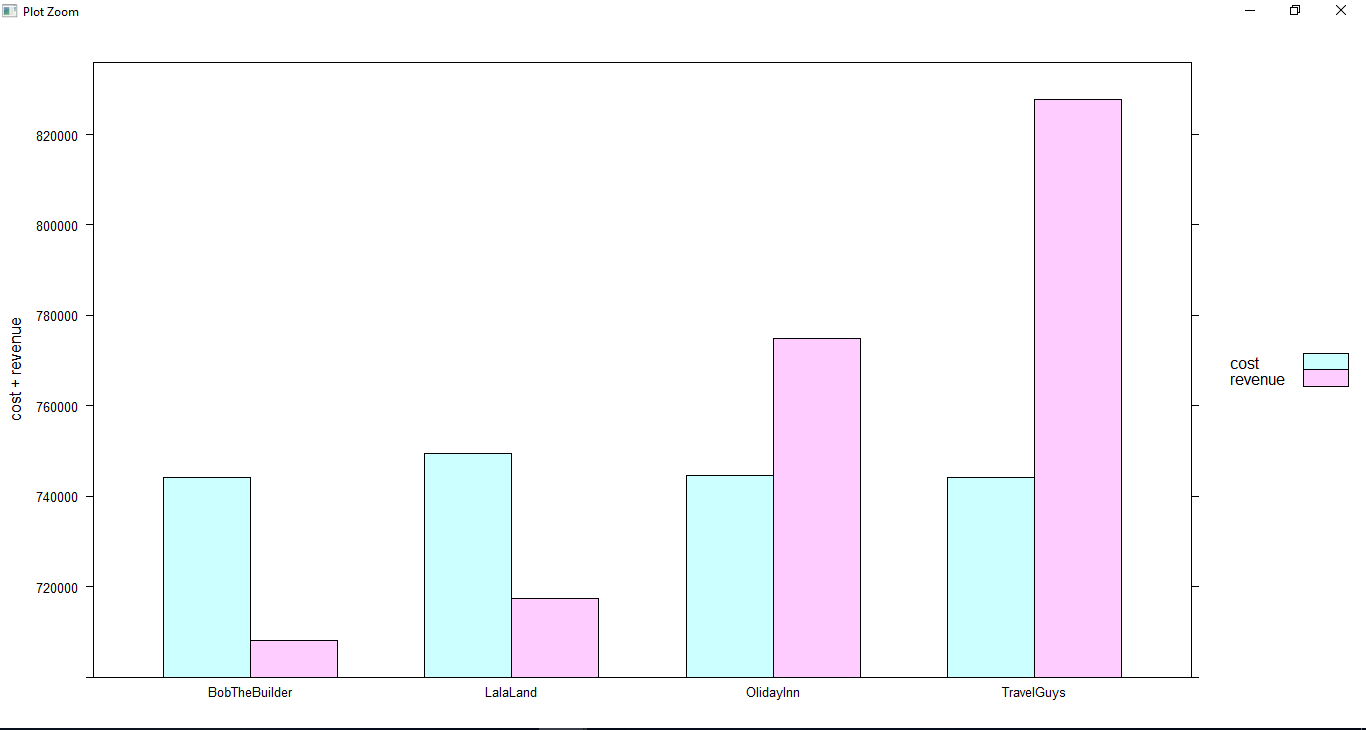 Plot Zoom
820000
800000
780000
760000
740000
720000
cost + revenue
BobTheBuilder
LalaLand
OlidayInn
TravelGuys
cost
revenue